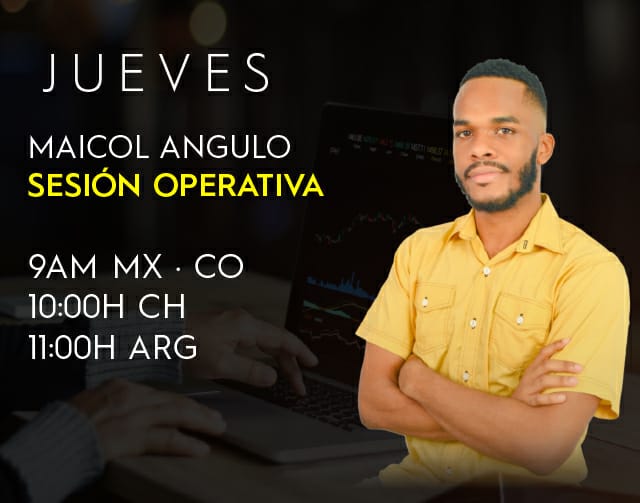 JUEVES
MAICOL ANGULO
SESIÓN OPERATIVA
9AM MX · CO
10:00H CH
11:00H ARG